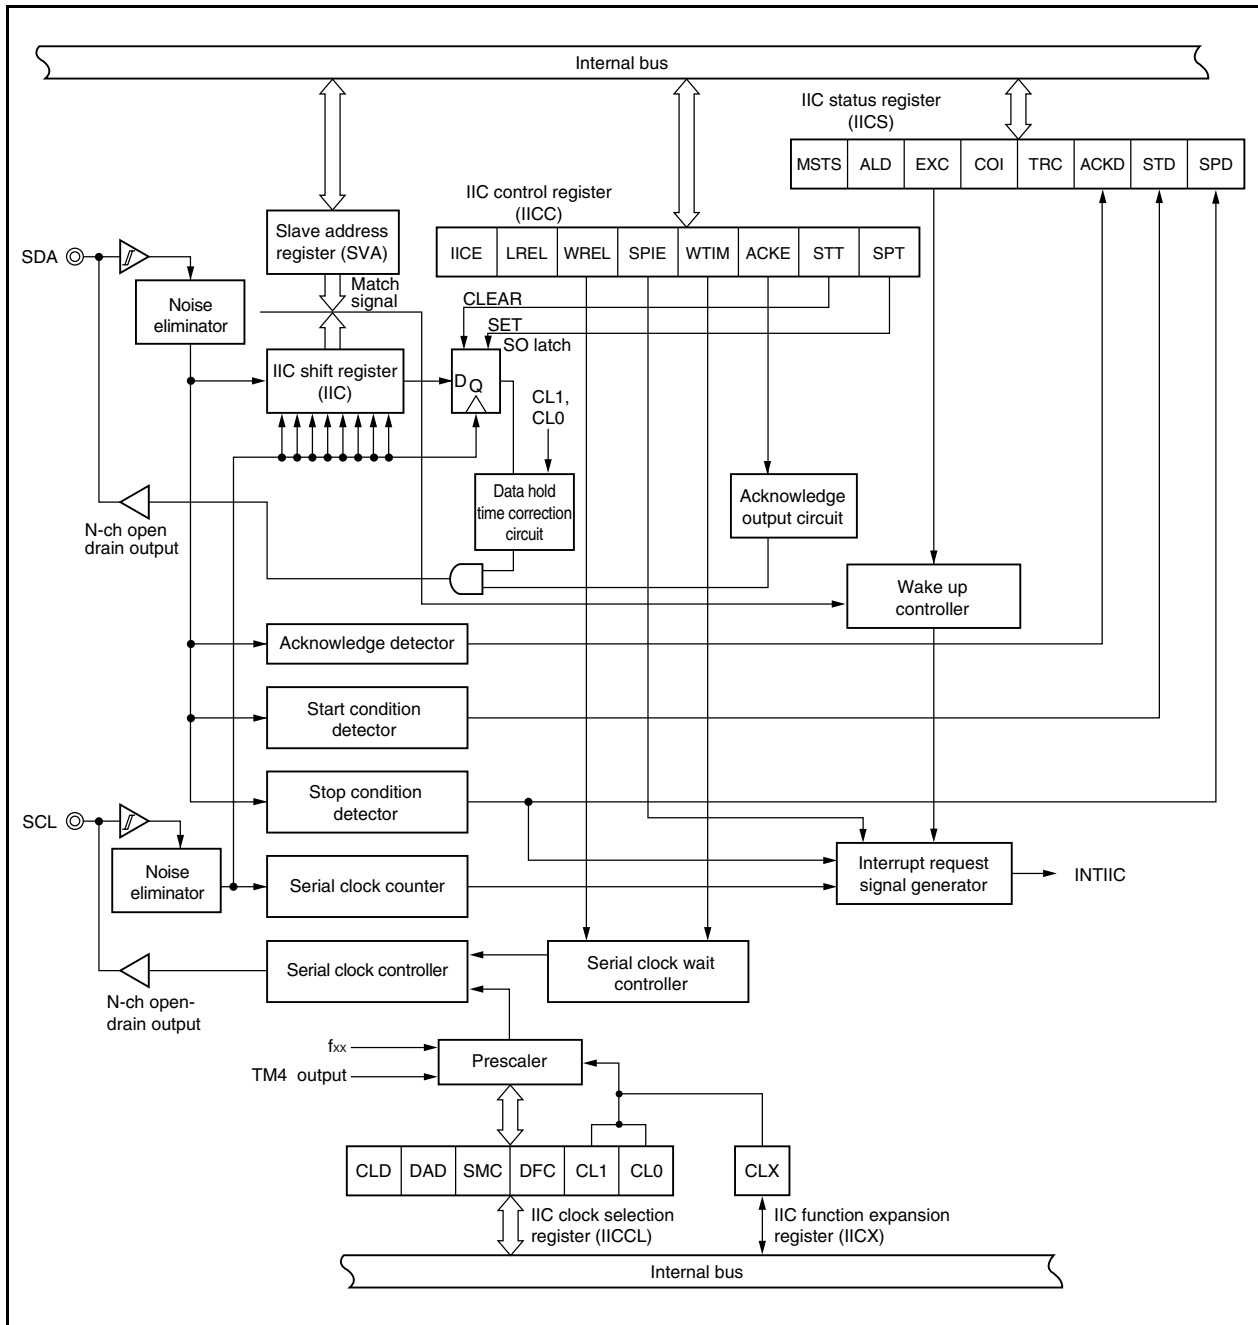 Internal bus
IIC status register
(IICS)
MSTS ALD EXC COI TRC ACKD STD SPD
IIC control register
(IICC)
IICE LREL WREL SPIE WTIM ACKE STT SPT
Slave address
register (SVA)
SDA
Match
signal
Noise
eliminator
CLEAR
SET
SO latch
IIC shift register
(IIC)
D Q
CL1,
CL0
Data hold
time correction
circuit
Acknowledge
output circuit
N-ch open
drain output
Wake up
controller
Acknowledge detector
Start condition
detector
Stop condition
detector
SCL
Noise
eliminator
Serial clock counter
Interrupt request
signal generator
INTIIC
Serial clock controller
Serial clock wait
controller
N-ch open-
drain output
fxx
TM4 output
Prescaler
CLD DAD SMC DFC CL1 CL0
CLX
IIC clock selection
register (IICCL)
IIC function expansion
register (IICX)
Internal bus